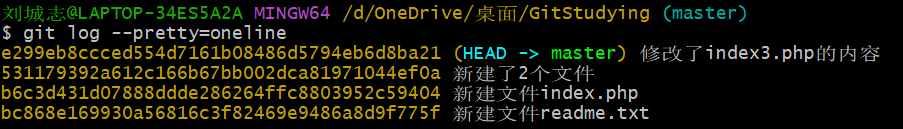 刘城志@LAPTOP-34ES5A2A MINGW64 /d/OneDrive/桌面/GitStudying (master)
$ git log --pretty=oneline
e299eb8ccced554d7161b08486d5794eb6d8ba21 (HEAD -> master) 修改了index3.php的内容
531179392a612c166b67bb002dca81971044ef0a 新建了2个文件
b6c3d431d07888ddde286264ffc8803952c59404 新建文件index.php
bc868e169930a56816c3f82469e9486a8d9f775f 新建文件readme.txt